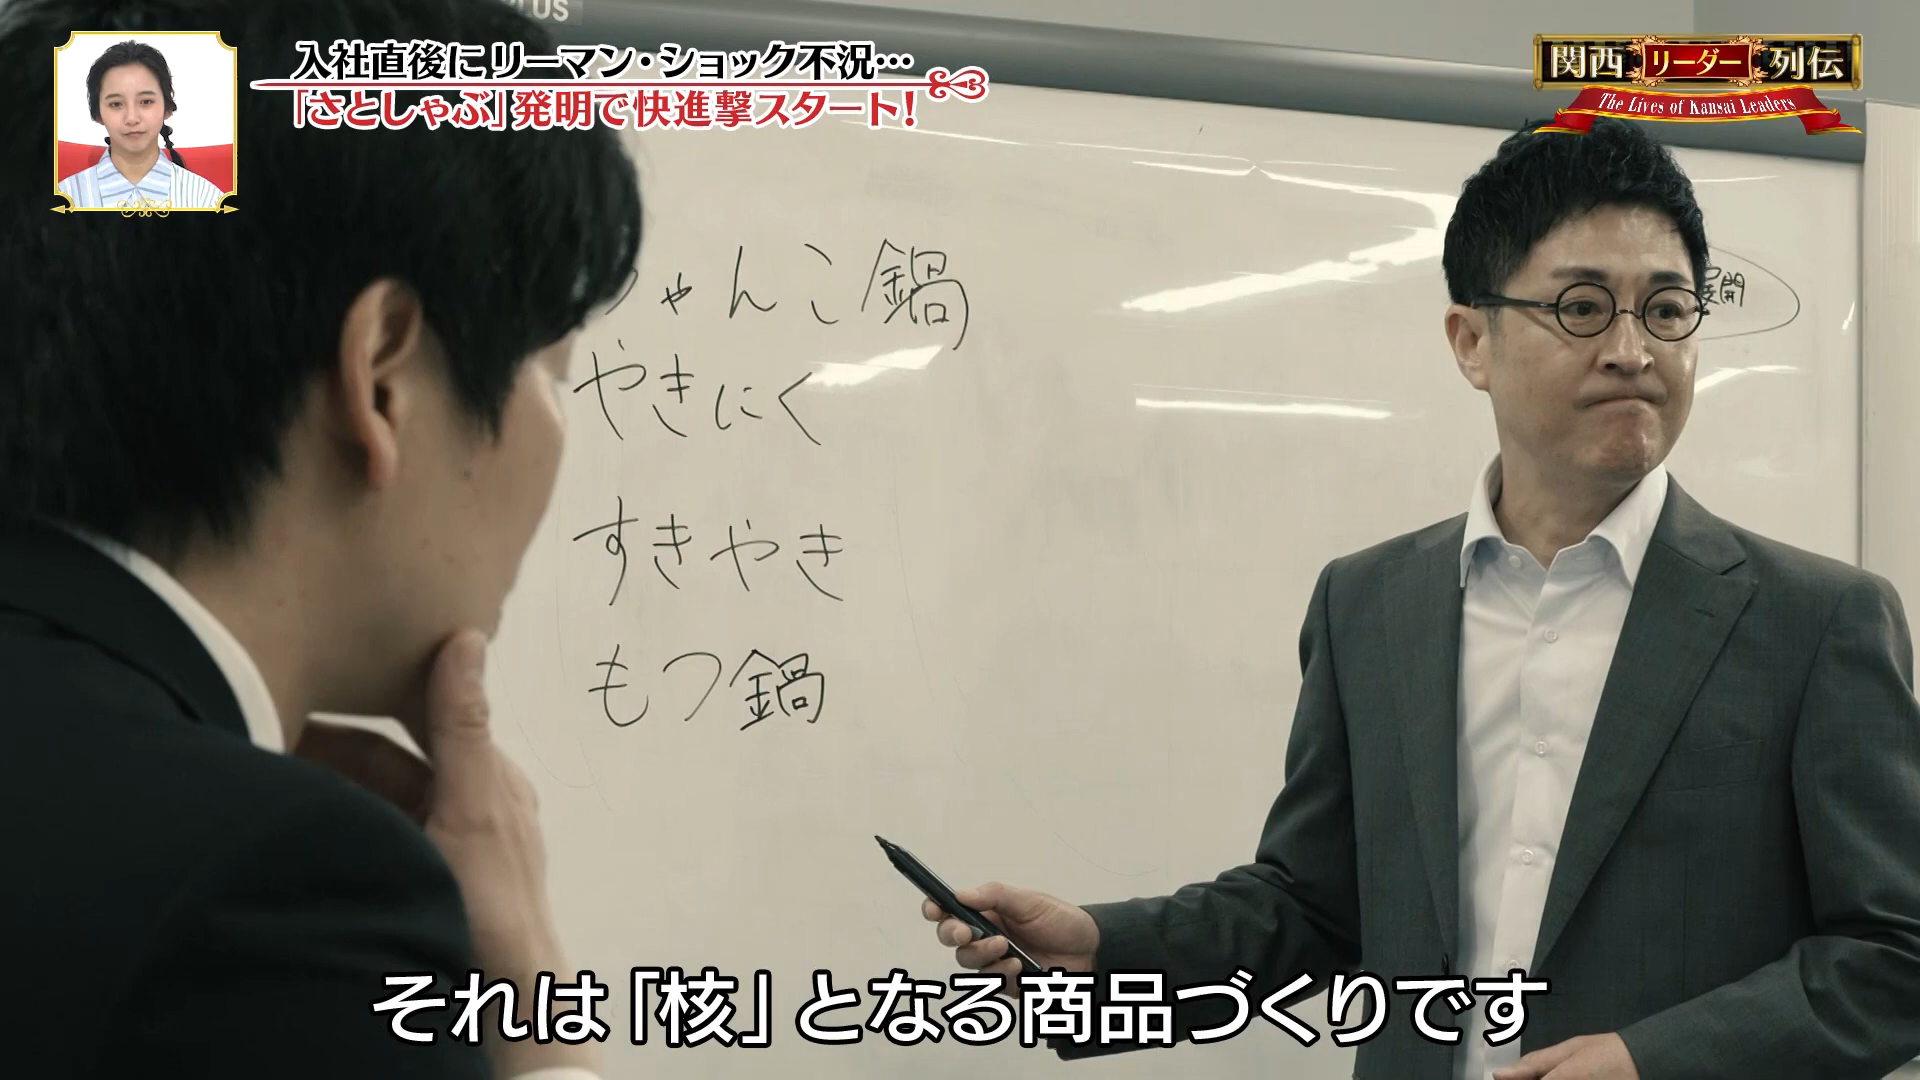 入社直後にリーマン・ショック不況…
「さとしゃぶ」発明で快進撃スタート!
関西リーダー列伝
The Lives of Kansai Leaders
LUS
ゃんこ鍋
やきにく
すきやき
もつ鍋
開
それは「核」となる商品づくりです